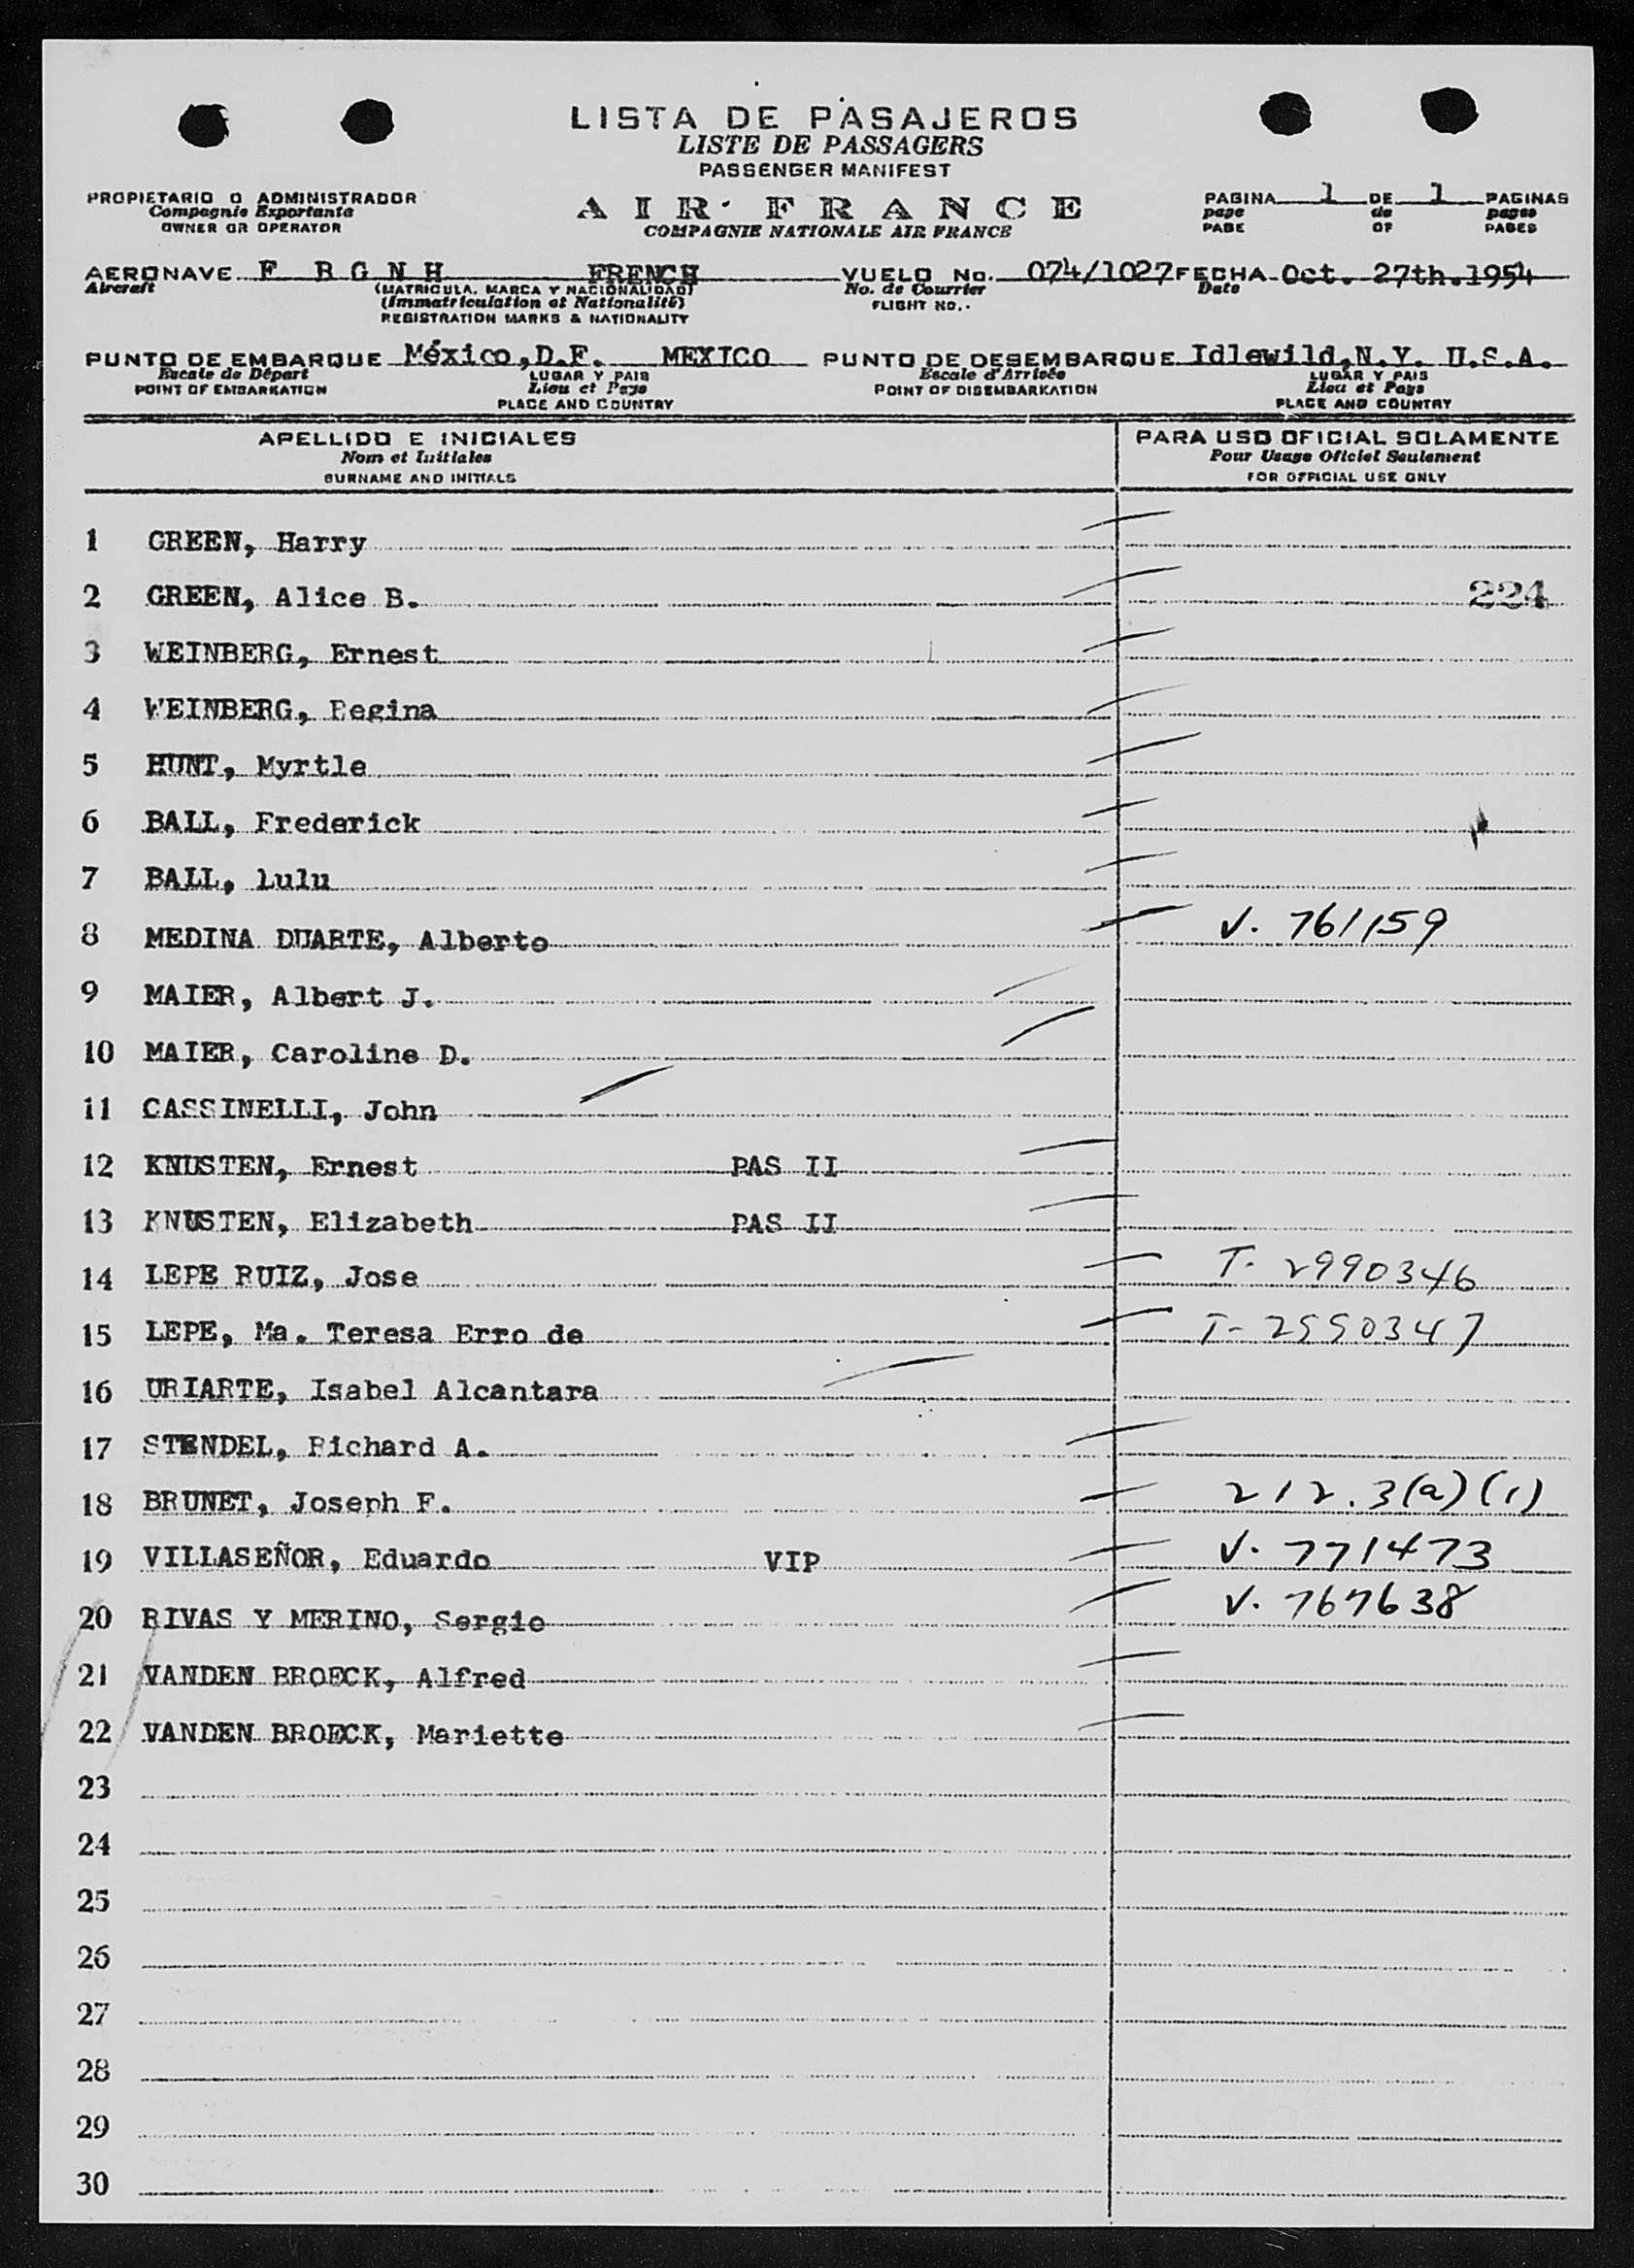 LISTA DE PASAJEROS
LISTE DE PASSAGERS
PASSENGER MANIFEST
PROPIETARIO O ADMINISTRADOR
Compagnie Exportante
OWNER OR OPERATOR
AIR FRANCE
COMPAGNIE NATIONALE AIR FRANCE
PAGINA 1 DE 1 PAGINAS
page de pages
PAGE OF PAGES
AERONAVE F B G N H FRENCH VUELO No. 074/1027 FECHA Oct. 27th.1954
Aircraft (MATRICULA. MARCA Y NACIONALIDAD) No. de Courrier Date
(Immatriculation et Nationalité) FLIGHT NO..
REGISTRATION MARKS & NATIONALITY
PUNTO DE EMBARQUE México,D.F. MEXICO PUNTO DE DESEMBARQUE Idlewild,N.Y. U.S.A.
Escale de Départ LUGAR Y PAIS Escale d'Arrivée LUGAR Y PAIS
POINT OF EMBARKATION Lieu et Pays POINT OF DISEMBARKATION Lieu et Pays
PLACE AND COUNTRY PLACE AND COUNTRY
APELLIDO E INICIALES PARA USO OFICIAL SOLAMENTE
Nom et Initiales Pour Usage Oficiel Seulement
SURNAME AND INITIALS FOR OFFICIAL USE ONLY
1 GREEN, Harry
2 GREEN, Alice B. 224
3 WEINBERG, Ernest
4 WEINBERG, Regina
5 HUNT, Myrtle
6 BALL, Frederick
7 BALL, lulu
8 MEDINA DUARTE, Alberto V. 761159
9 MAIER, Albert J.
10 MAIER, Caroline D.
11 CASSINELLI, John
12 KNUSTEN, Ernest PAS II
13 KNUSTEN, Elizabeth PAS II
14 LEPE RUIZ, Jose T. 2990346
15 LEPE, Ma. Teresa Erro de T- 2990347
16 URIARTE, Isabel Alcantara
17 STENDEL, Richard A.
18 BRUNET, Joseph F. 212.3(a)(1)
19 VILLASEÑOR, Eduardo VIP V. 771473
20 RIVAS Y MERINO, Sergio V. 767638
21 VANDEN BROECK, Alfred
22 VANDEN BROECK, Mariette
23
24
25
26
27
28
29
30